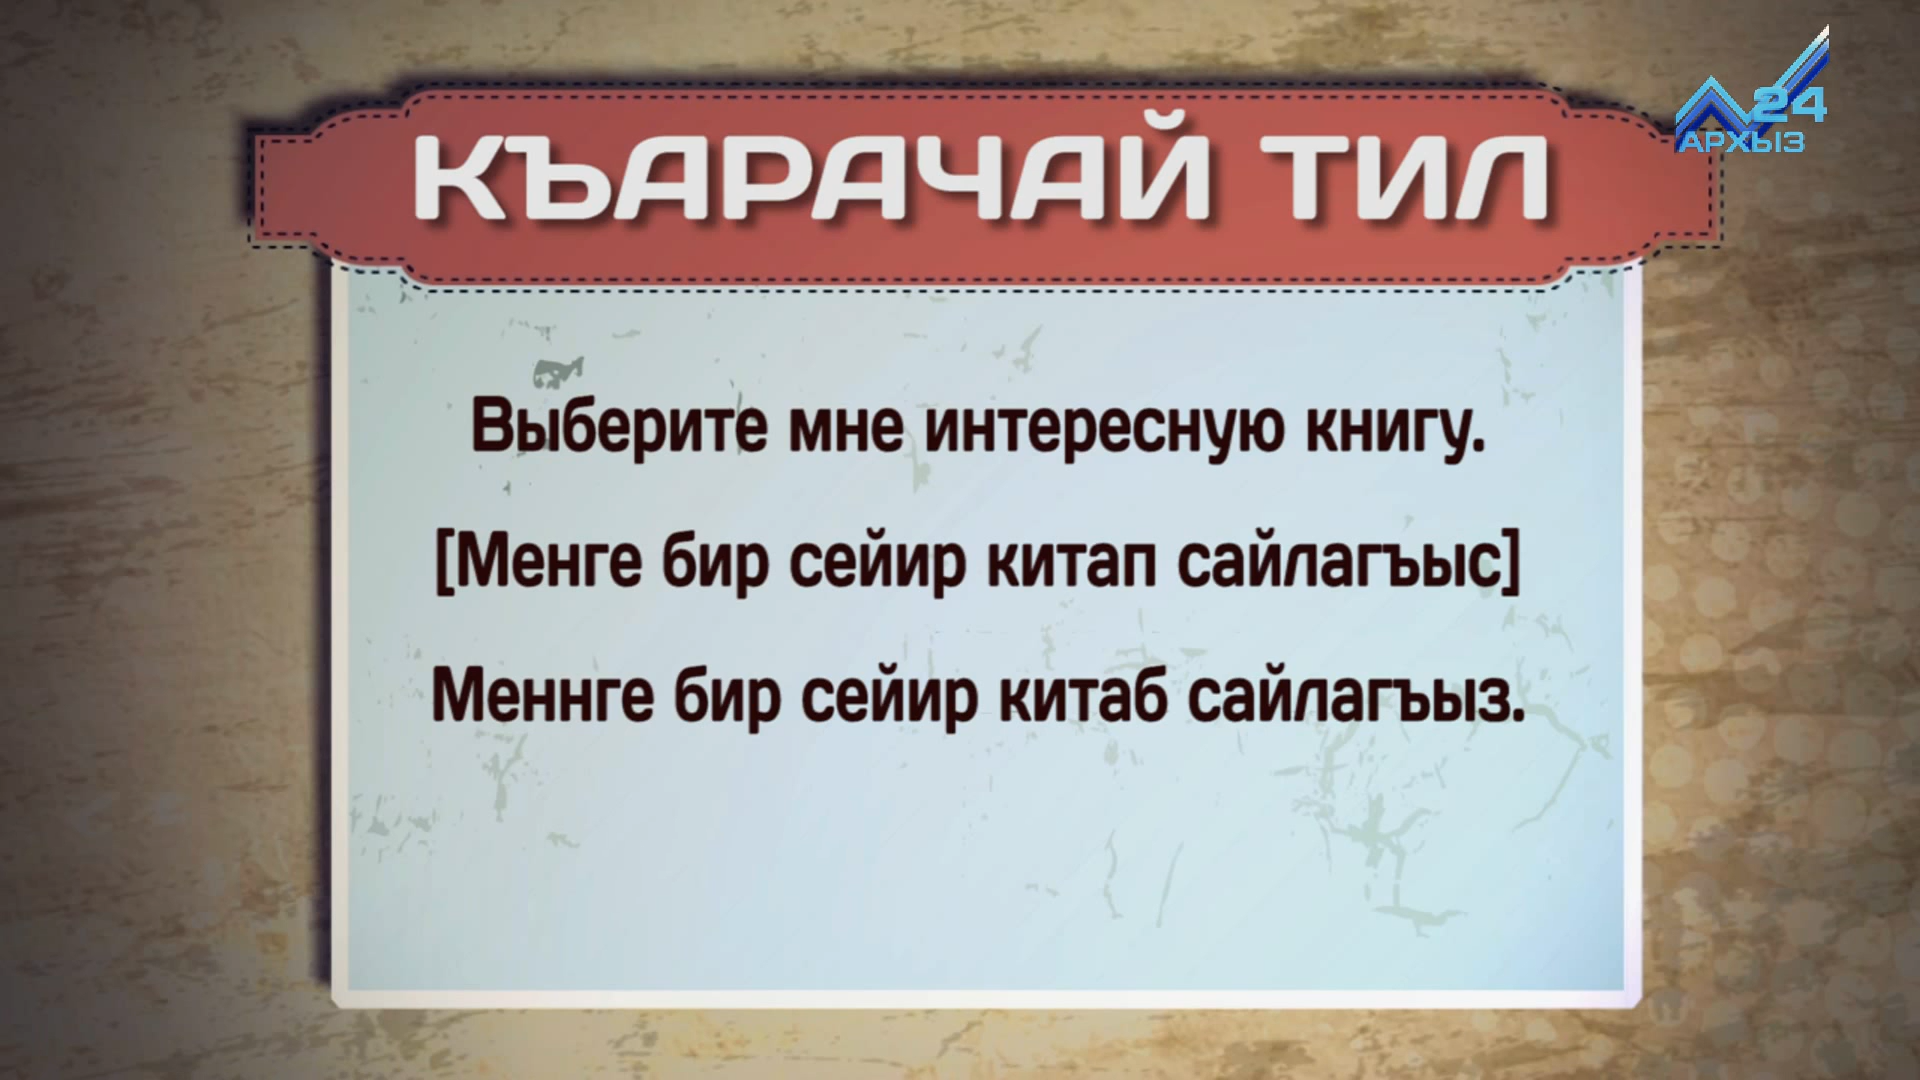 КЪАРАЧАЙ ТИЛ
24
АРХЫЗ
Выберите мне интересную книгу.
[Менге бир сейир китап сайлагъыс]
Меннге бир сейир китаб сайлагъыз.